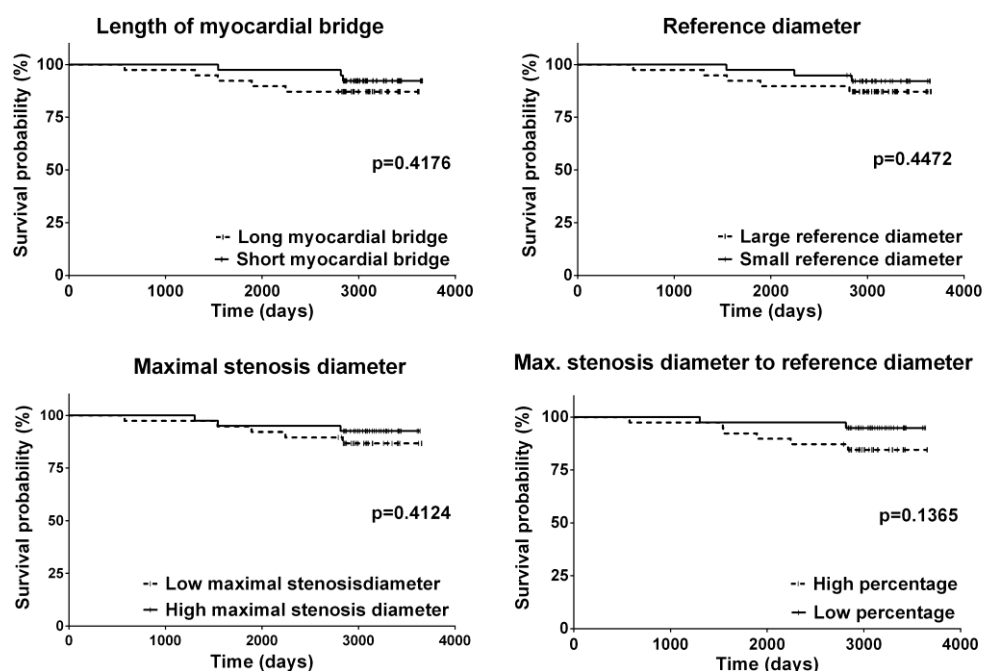 Length of myocardial bridge
Survival probability (%)
100
75
50
25
0
p=0.4176
Long myocardial bridge
Short myocardial bridge
0 1000 2000 3000 4000
Time (days)
Reference diameter
Survival probability (%)
100
75
50
25
0
p=0.4472
Large reference diameter
Small reference diameter
0 1000 2000 3000 4000
Time (days)
Maximal stenosis diameter
Survival probability (%)
100
75
50
25
0
p=0.4124
Low maximal stenosisdiameter
High maximal stenosis diameter
0 1000 2000 3000 4000
Time (days)
Max. stenosis diameter to reference diameter
Survival probability (%)
100
75
50
25
0
p=0.1365
High percentage
Low percentage
0 1000 2000 3000 4000
Time (days)